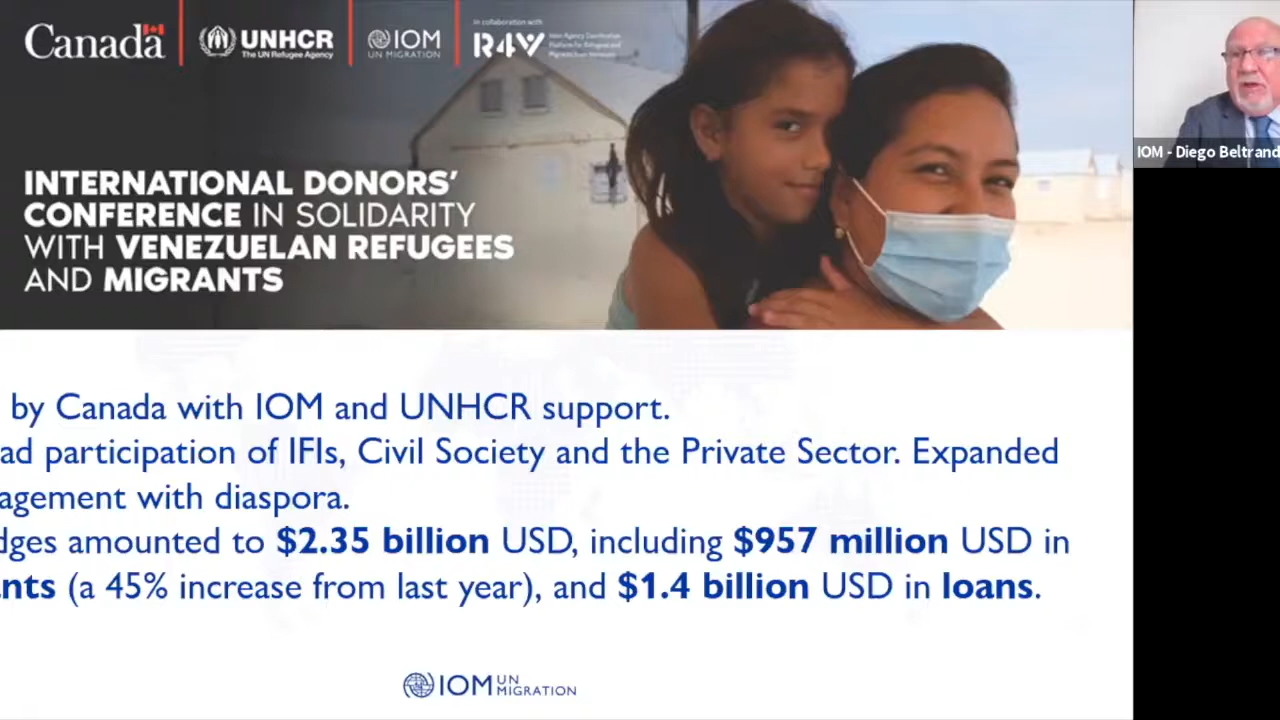 Canada
UNHCR
The UN Refugee Agency
IOM
UN MIGRATION
In collaboration with
R4V
INTERNATIONAL DONORS'
CONFERENCE IN SOLIDARITY
WITH VENEZUELAN REFUGEES
AND MIGRANTS
IOM - Diego Beltrand
by Canada with IOM and UNHCR support.
ad participation of IFIs, Civil Society and the Private Sector. Expanded
agement with diaspora.
dges amounted to $2.35 billion USD, including $957 million USD in
nts (a 45% increase from last year), and $1.4 billion USD in loans.
IOM UN
MIGRATION